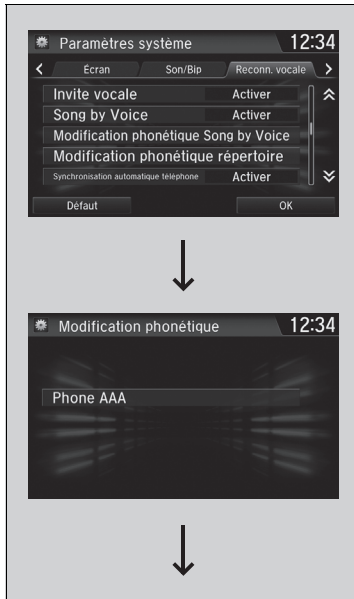 Paramètres système 12:34
Écran Son/Bip Reconn. vocale
Invite vocale Activer
Song by Voice Activer
Modification phonétique Song by Voice
Modification phonétique répertoire
Synchronisation automatique téléphone Activer
Défaut OK
Modification phonétique 12:34
Phone AAA